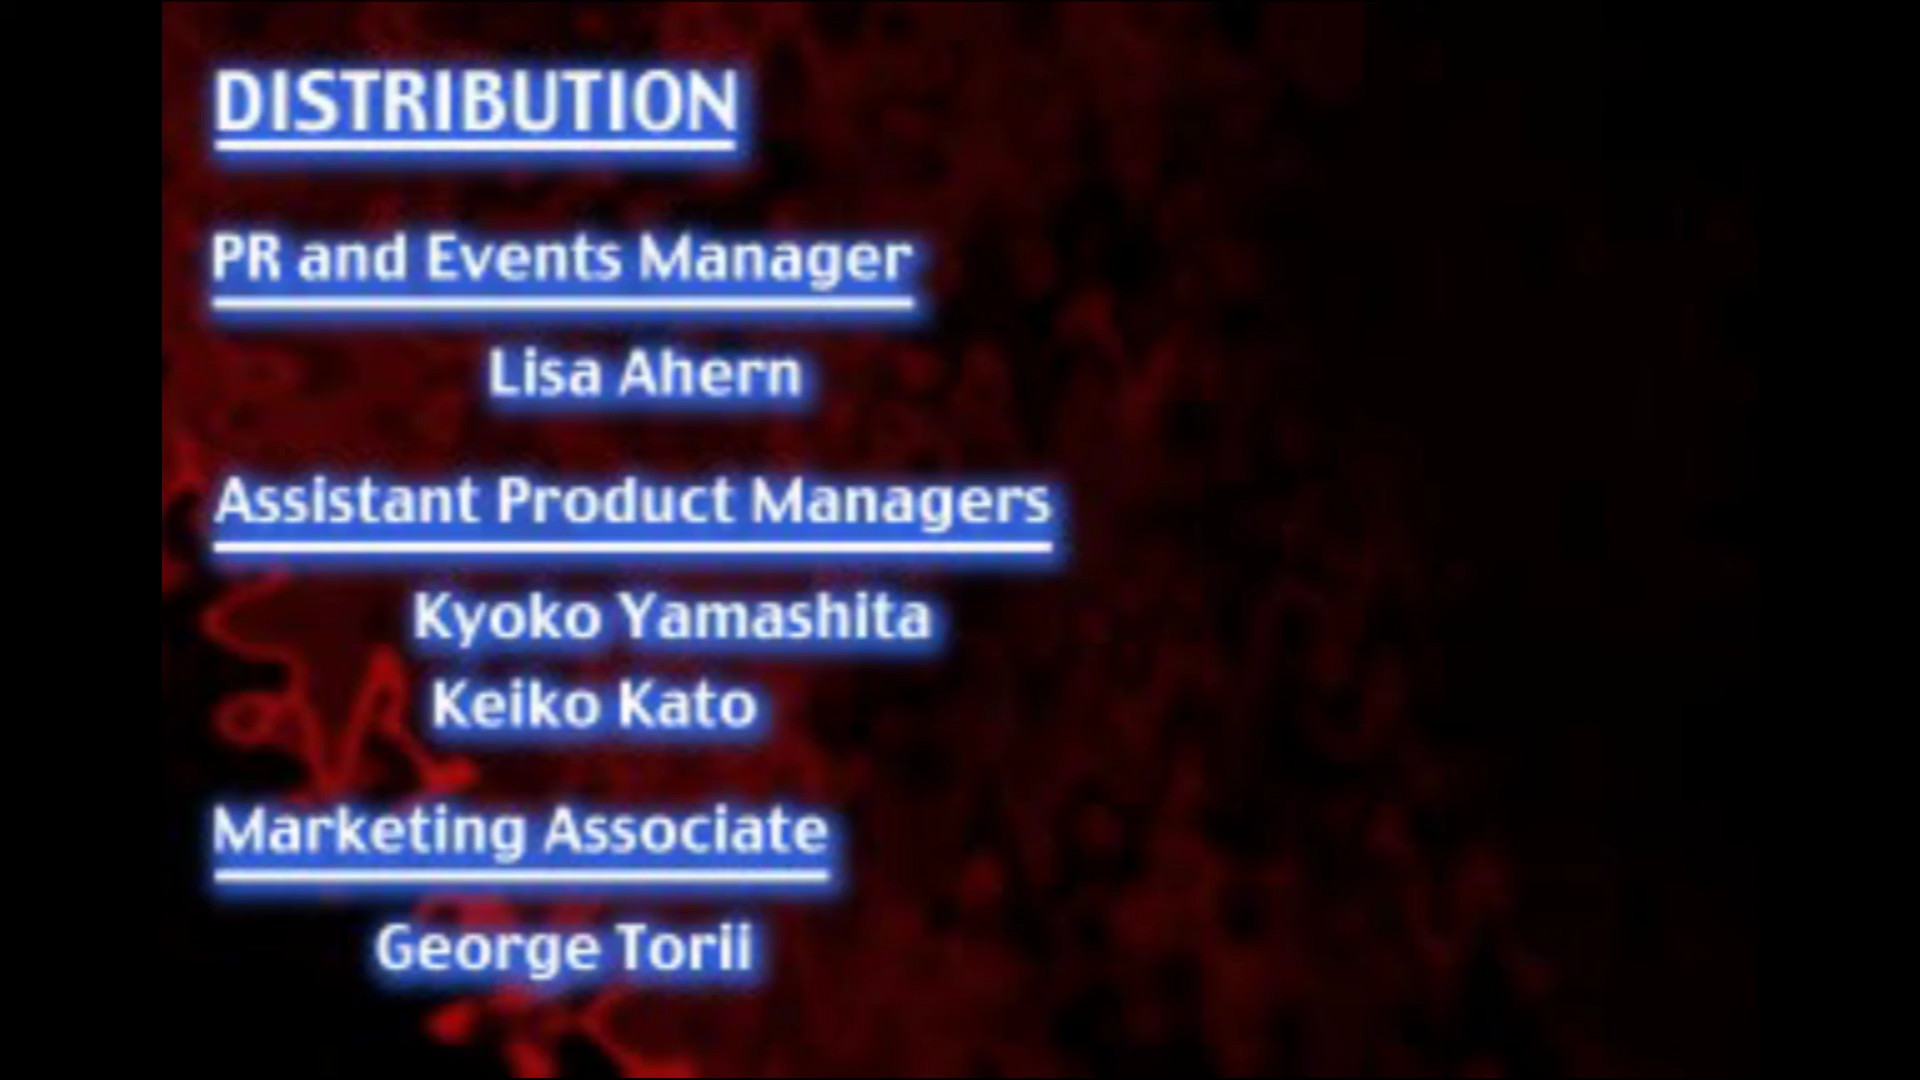 DISTRIBUTION
PR and Events Manager
Lisa Ahern
Assistant Product Managers
Kyoko Yamashita
Keiko Kato
Marketing Associate
George Torii